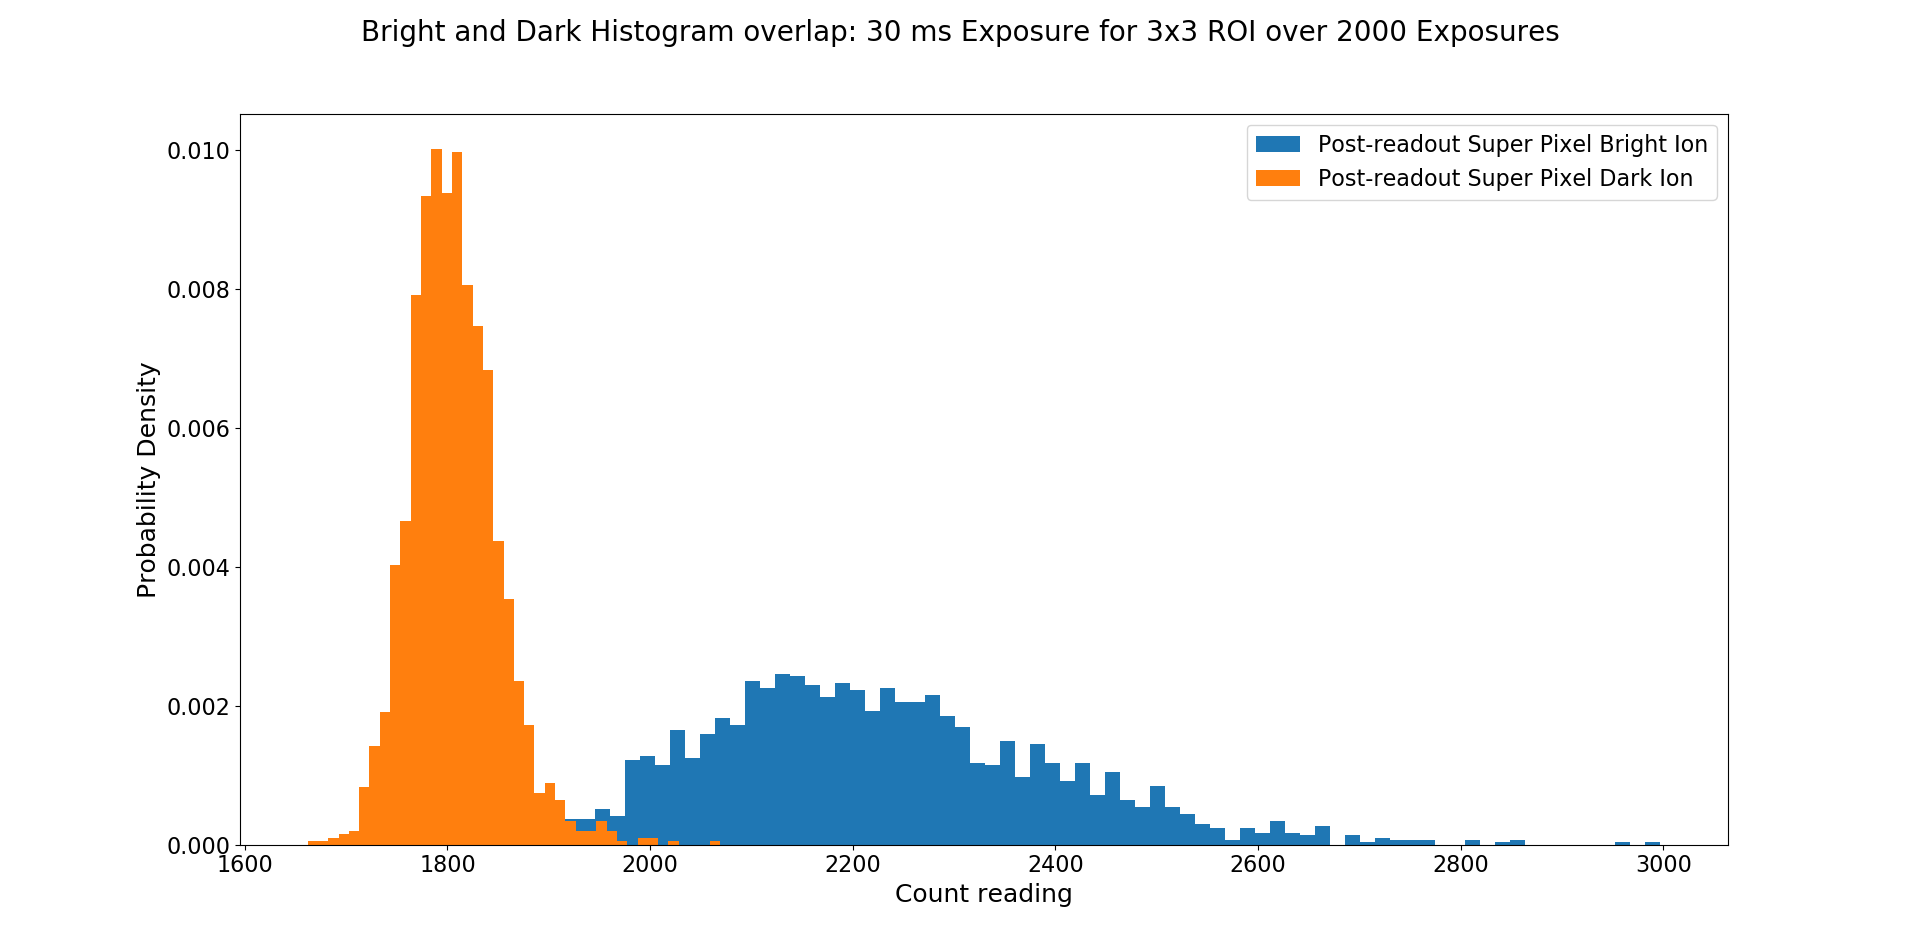 Bright and Dark Histogram overlap: 30 ms Exposure for 3x3 ROI over 2000 Exposures
Post-readout Super Pixel Bright Ion
Post-readout Super Pixel Dark Ion
Probability Density
0.010
0.008
0.006
0.004
0.002
0.000
1600 1800 2000 2200 2400 2600 2800 3000
Count reading